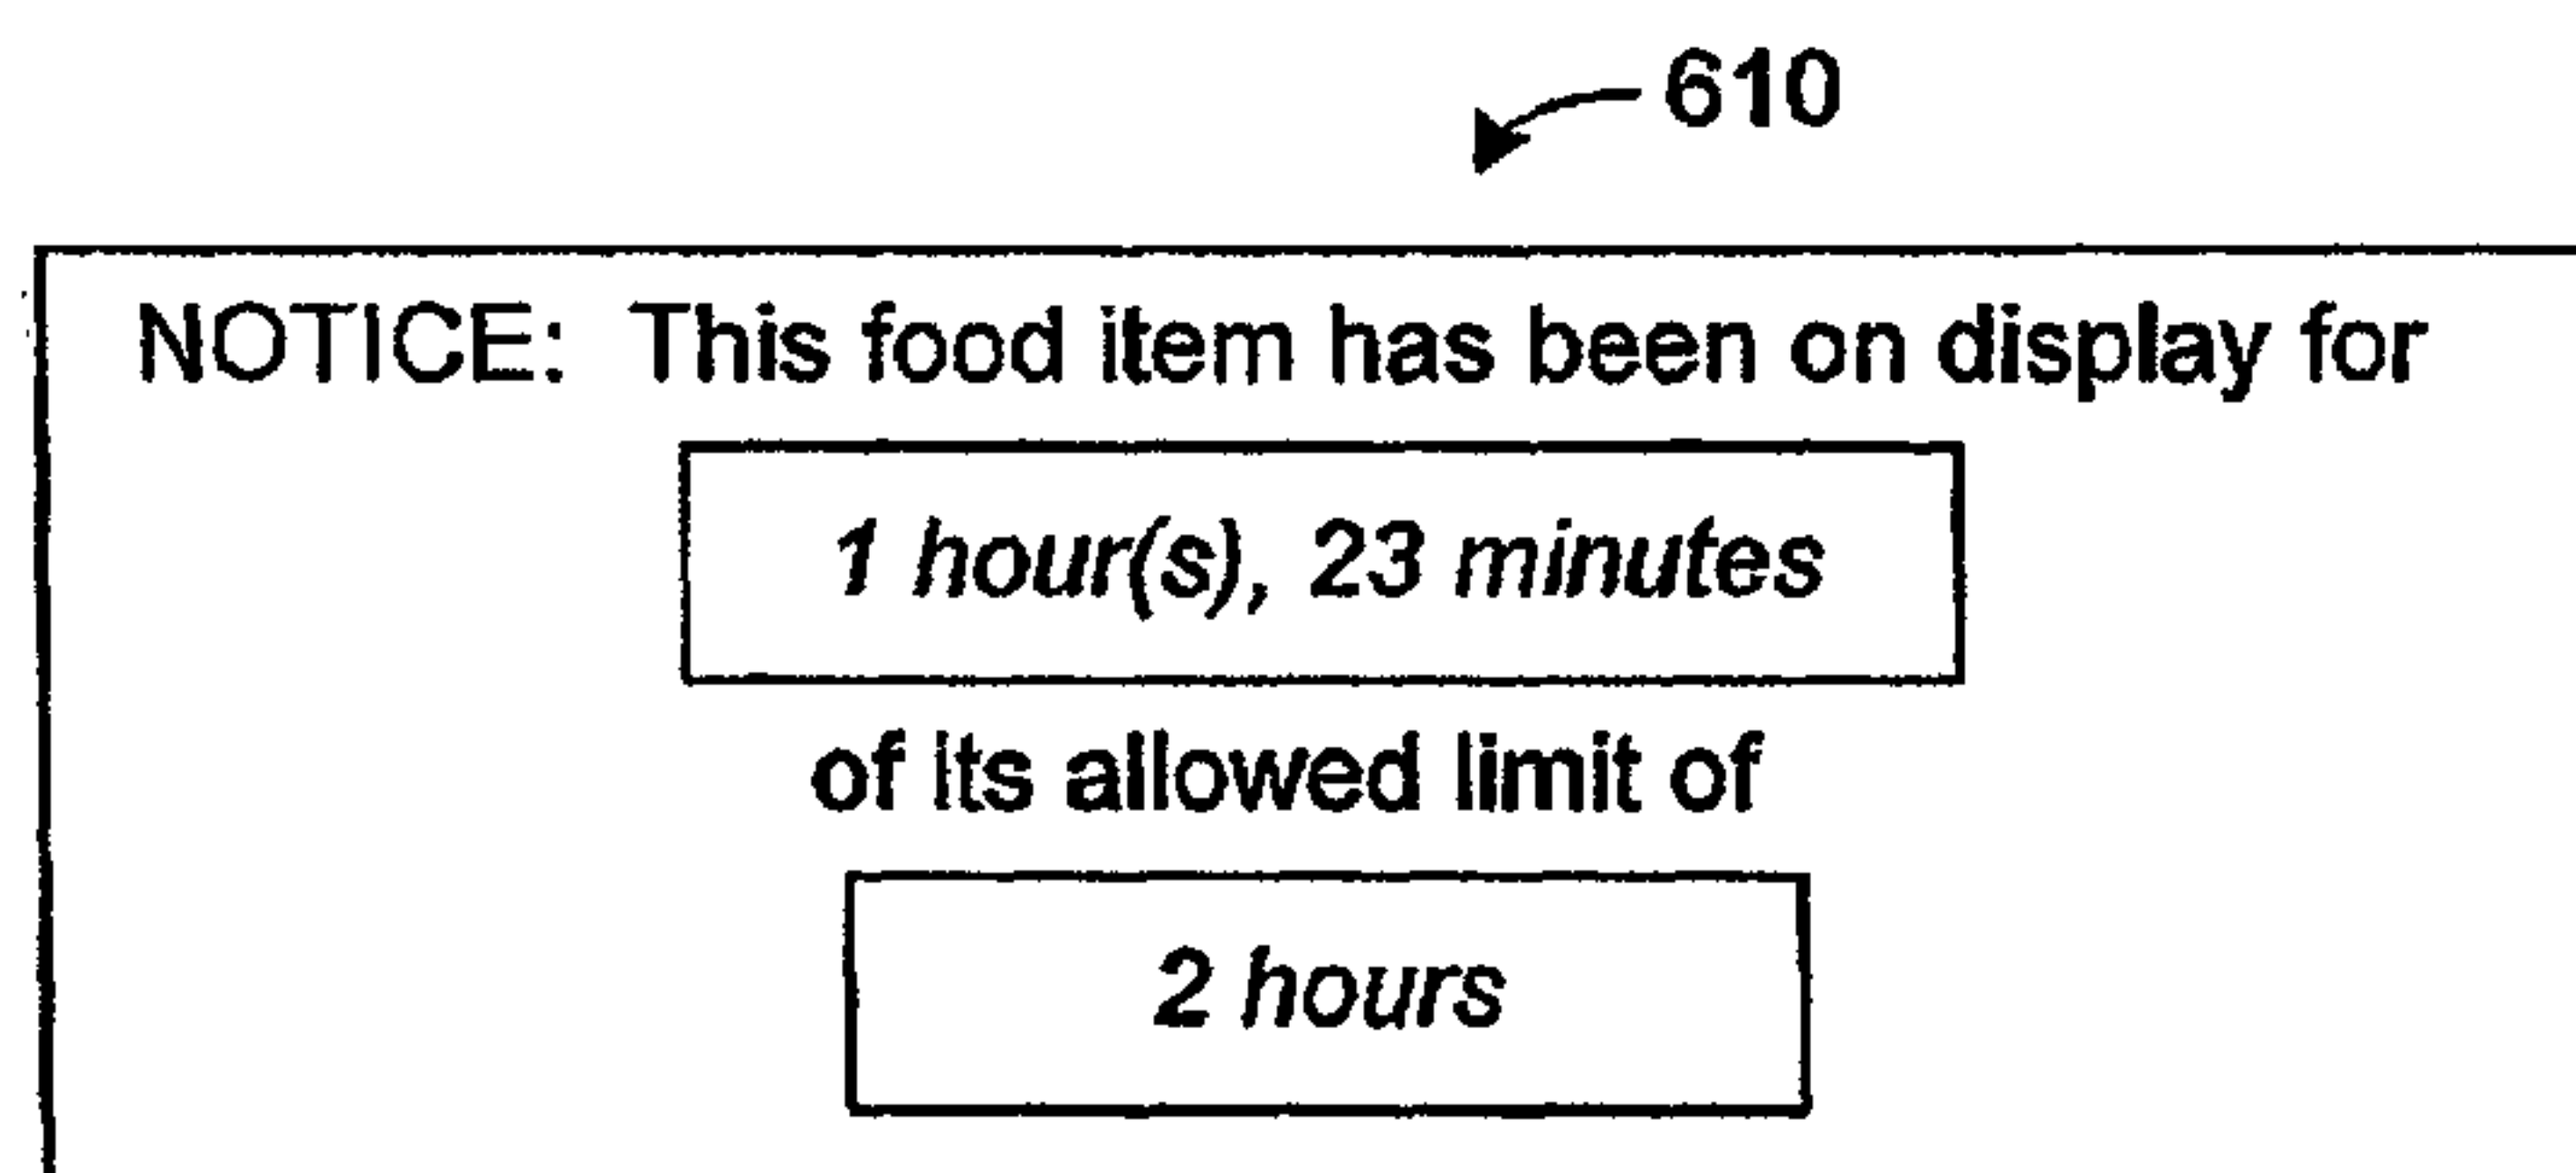 610
NOTICE: This food item has been on display for
1 hour(s), 23 minutes
of its allowed limit of
2 hours